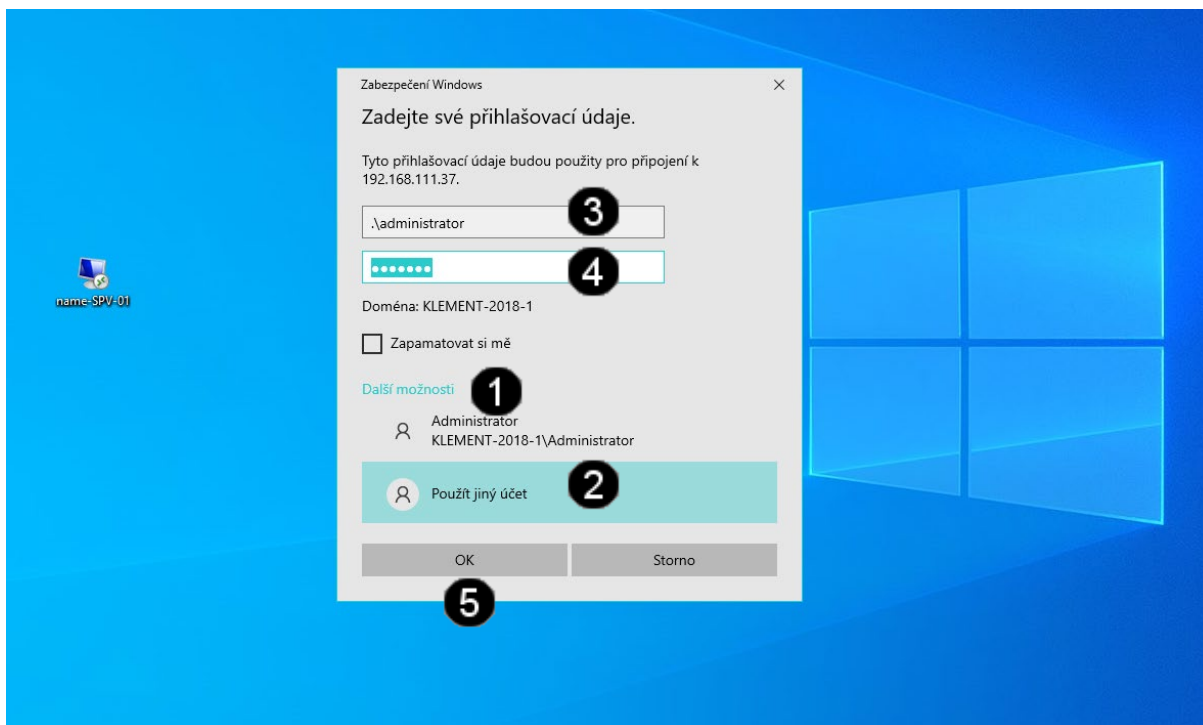 Zabezpečení Windows
Zadejte své přihlašovací údaje.
Tyto přihlašovací údaje budou použity pro připojení k
192.168.111.37.
3
.\administrator
4
name-SPV-01
Doména: KLEMENT-2018-1
Zapamatovat si mě
Další možnosti
1
Administrator
KLEMENT-2018-1\Administrator
2
Použít jiný účet
OK
Storno
5